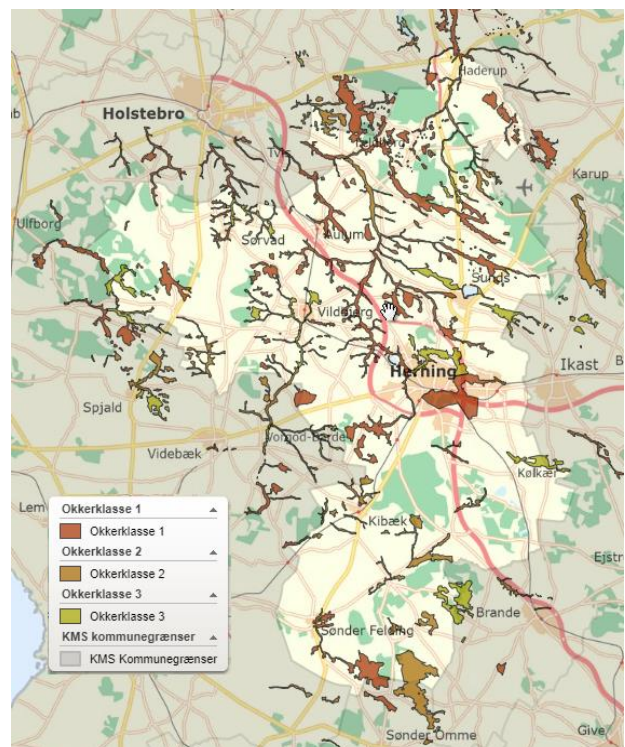 Haderup
Holstebro
Karup
Ulfborg
Sørvad
Aulum
Sunds
Vildbjerg
Ikast
Herning
Spjald
Videbæk
Vorgod-Barde
Kølkær
Lem
Okkerklasse 1
Okkerklasse 1
Okkerklasse 2
Okkerklasse 2
Okkerklasse 3
Okkerklasse 3
KMS kommunegrænser
KMS Kommunegrænser
Kibæk
Ejstr
Brande
Sønder Felding
Sønder Omme
Give